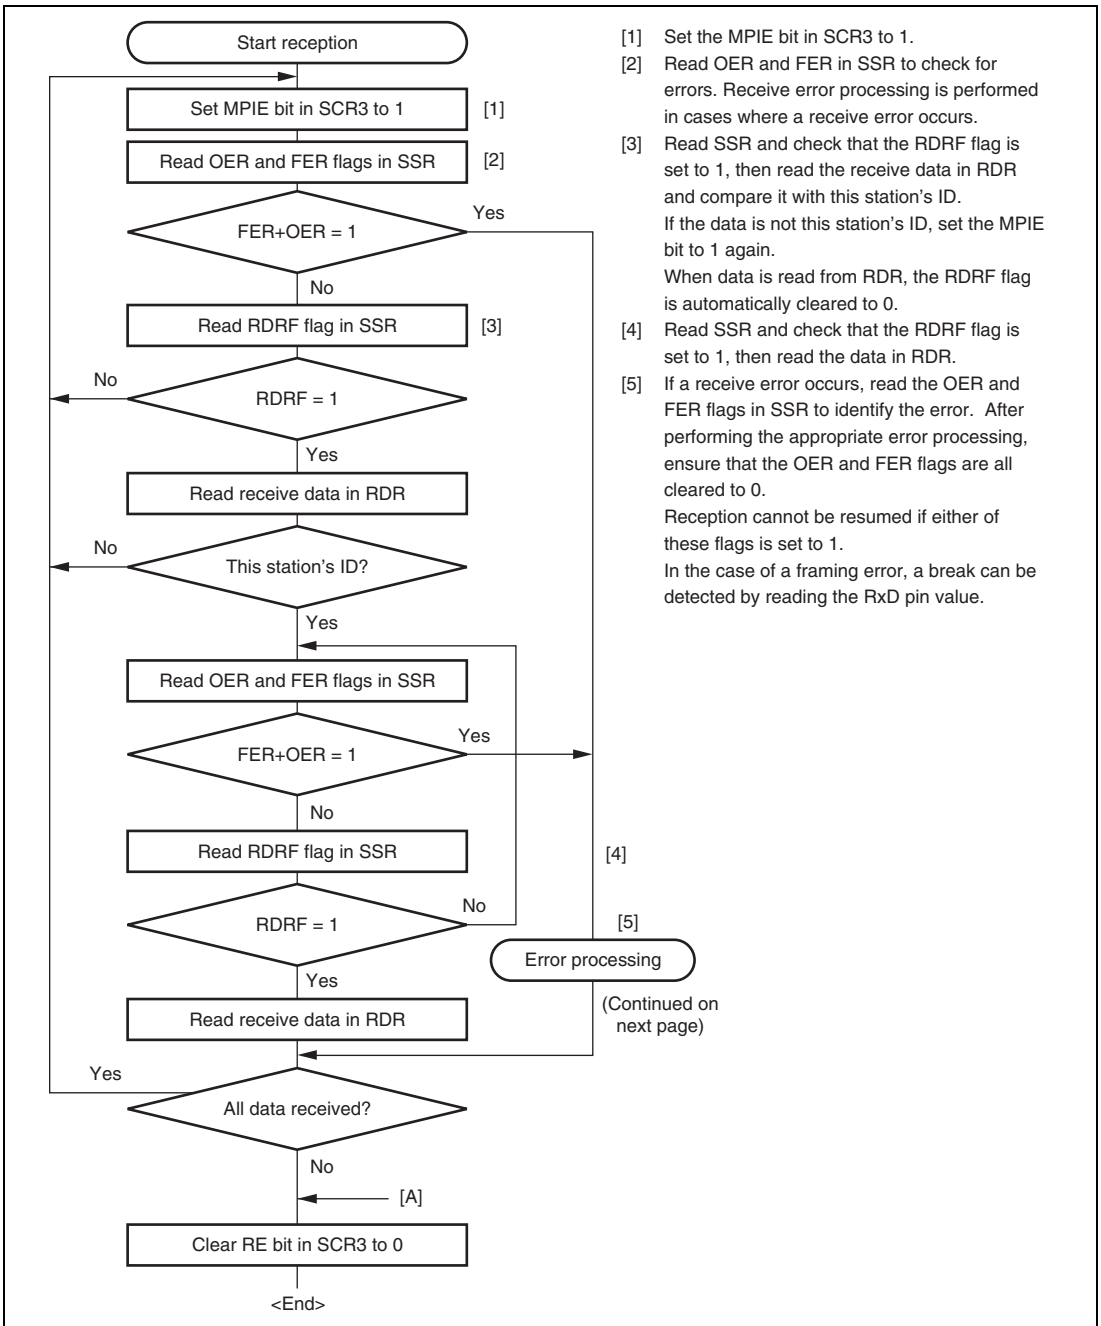 Start reception
Set MPIE bit in SCR3 to 1
[1]
Read OER and FER flags in SSR
[2]
Yes
FER+OER = 1
No
Read RDRF flag in SSR
[3]
No
RDRF = 1
Yes
Read receive data in RDR
No
This station's ID?
Yes
Read OER and FER flags in SSR
Yes
FER+OER = 1
No
Read RDRF flag in SSR
[4]
No
RDRF = 1
[5]
Error processing
Yes
(Continued on
next page)
Read receive data in RDR
Yes
All data received?
No
[A]
Clear RE bit in SCR3 to 0
<End>
[1] Set the MPIE bit in SCR3 to 1.
[2] Read OER and FER in SSR to check for
errors. Receive error processing is performed
in cases where a receive error occurs.
[3] Read SSR and check that the RDRF flag is
set to 1, then read the receive data in RDR
and compare it with this station's ID.
If the data is not this station's ID, set the MPIE
bit to 1 again.
When data is read from RDR, the RDRF flag
is automatically cleared to 0.
[4] Read SSR and check that the RDRF flag is
set to 1, then read the data in RDR.
[5] If a receive error occurs, read the OER and
FER flags in SSR to identify the error. After
performing the appropriate error processing,
ensure that the OER and FER flags are all
cleared to 0.
Reception cannot be resumed if either of
these flags is set to 1.
In the case of a framing error, a break can be
detected by reading the RxD pin value.